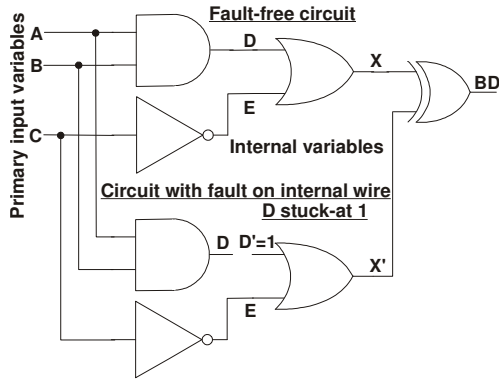 Fault-free circuit
Primary input variables
A
B
C
D
E
X
BD
Internal variables
Circuit with fault on internal wire
D stuck-at 1
D D'=1
E
X'